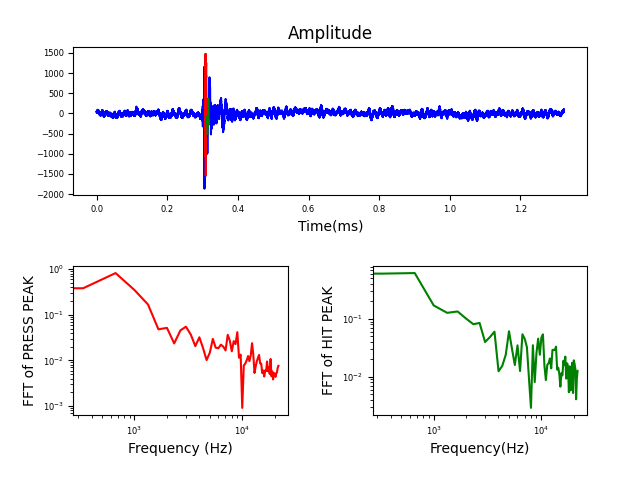 Amplitude
1500
1000
500
0
−500
−1000
−1500
−2000
0.0 0.2 0.4 0.6 0.8 1.0 1.2
Time(ms)
FFT of PRESS PEAK
10⁰
10⁻¹
10⁻²
10⁻³
10³ 10⁴
Frequency (Hz)
FFT of HIT PEAK
10⁻¹
10⁻²
10³ 10⁴
Frequency(Hz)